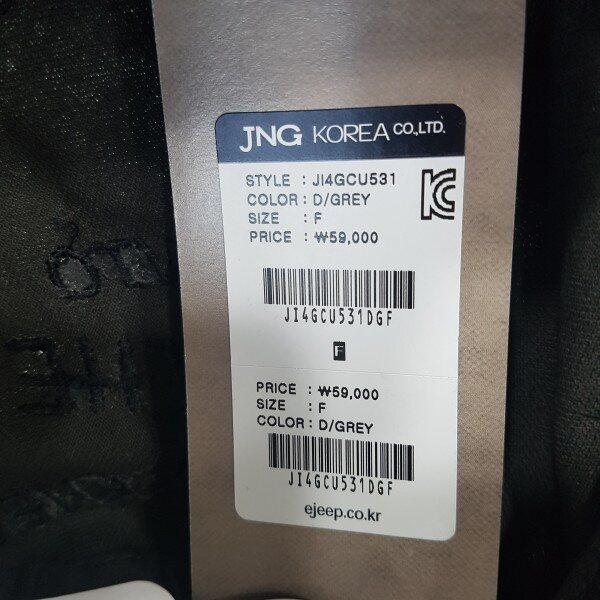 JNG KOREA CO.,LTD.
STYLE : JI4GCU531
COLOR : D/GREY
SIZE : F
PRICE : ₩59,000
KC
JI4GCU531DGF
F
PRICE : ₩59,000
SIZE : F
COLOR : D/GREY
JI4GCU531DGF
ejeep.co.kr